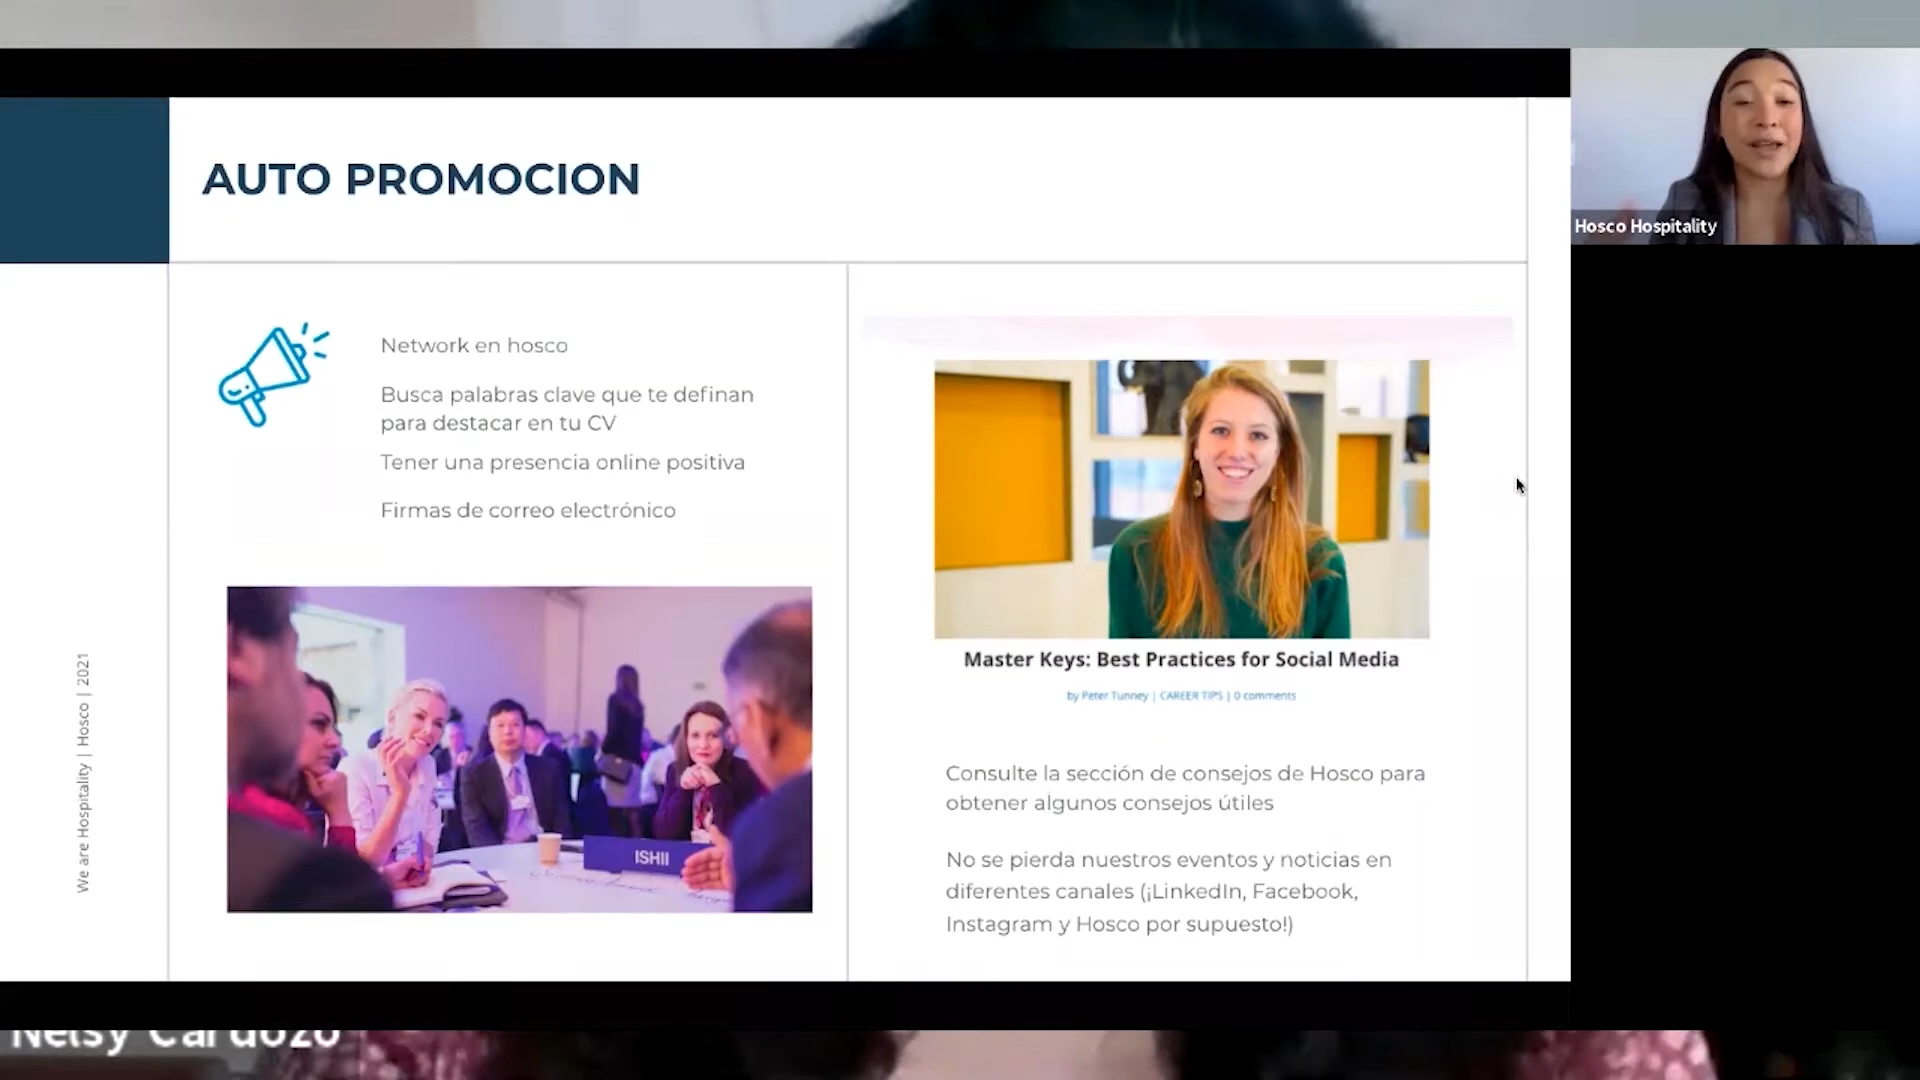 AUTO PROMOCION
Hosco Hospitality
Network en hosco
Busca palabras clave que te definan
para destacar en tu CV
Tener una presencia online positiva
Firmas de correo electrónico
ISHII
We are Hospitality | Hosco | 2021
Master Keys: Best Practices for Social Media
by Peter Tunney | CAREER TIPS | 0 comments
Consulte la sección de consejos de Hosco para
obtener algunos consejos útiles
No se pierda nuestros eventos y noticias en
diferentes canales (¡LinkedIn, Facebook,
Instagram y Hosco por supuesto!)
Nelsy Cardozo